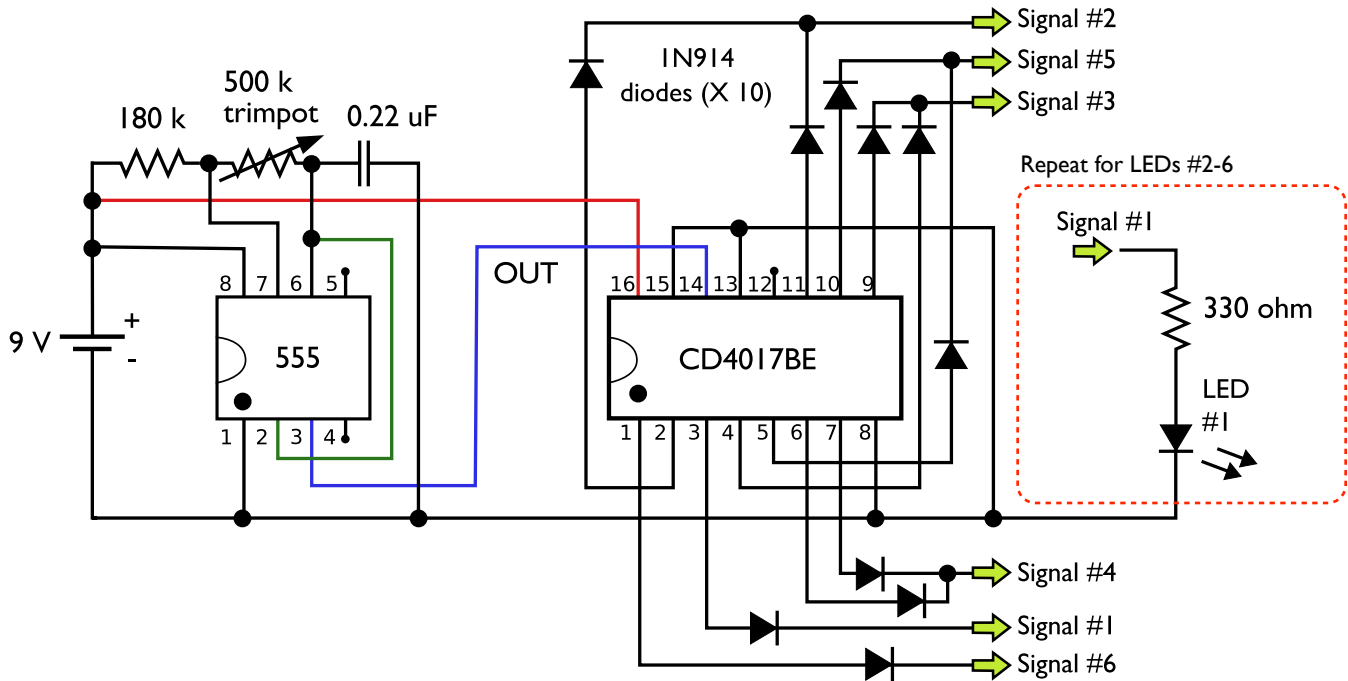 Signal #2
1N914
diodes (X 10)
Signal #5
Signal #3
500 k
trimpot
180 k
0.22 uF
Repeat for LEDs #2-6
Signal #1
330 ohm
LED
#1
OUT
8 7 6 5
16 15 14 13 12 11 10 9
9 V
+
-
555
CD4017BE
1 2 3 4
1 2 3 4 5 6 7 8
Signal #4
Signal #1
Signal #6